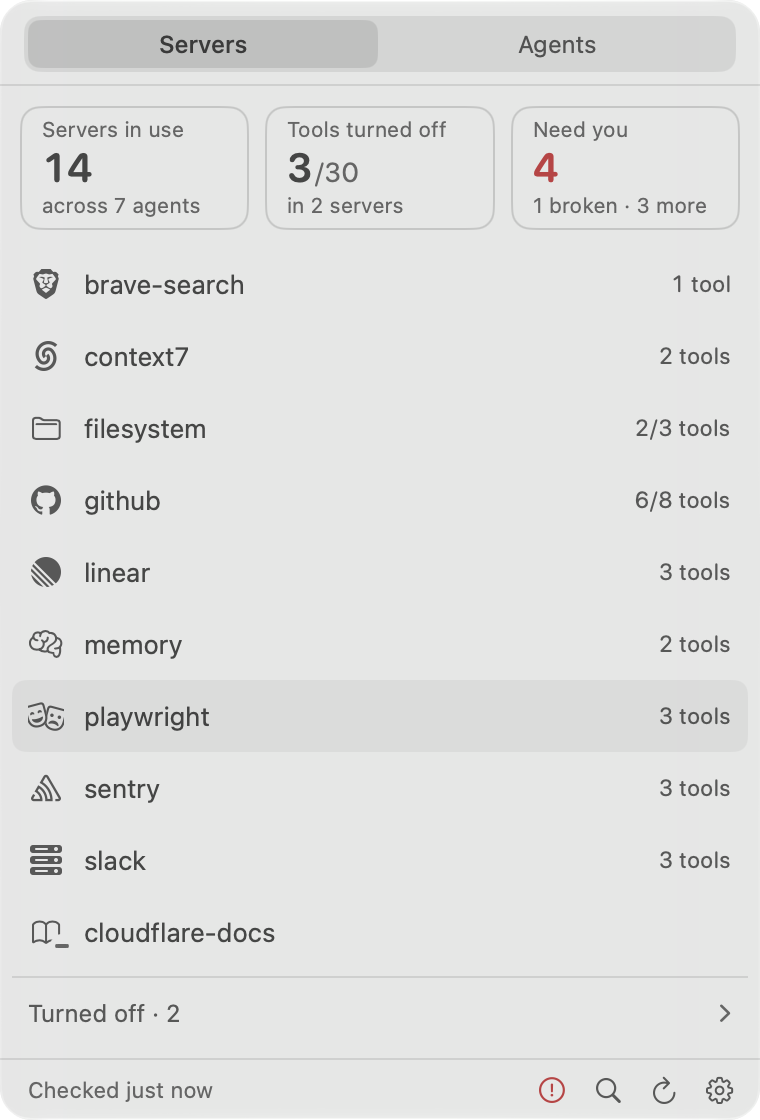 Servers
Agents
Servers in use
14
across 7 agents
Tools turned off
3/30
in 2 servers
Need you
4
1 broken · 3 more
brave-search 1 tool
context7 2 tools
filesystem 2/3 tools
github 6/8 tools
linear 3 tools
memory 2 tools
playwright 3 tools
sentry 3 tools
slack 3 tools
cloudflare-docs
Turned off · 2
Checked just now